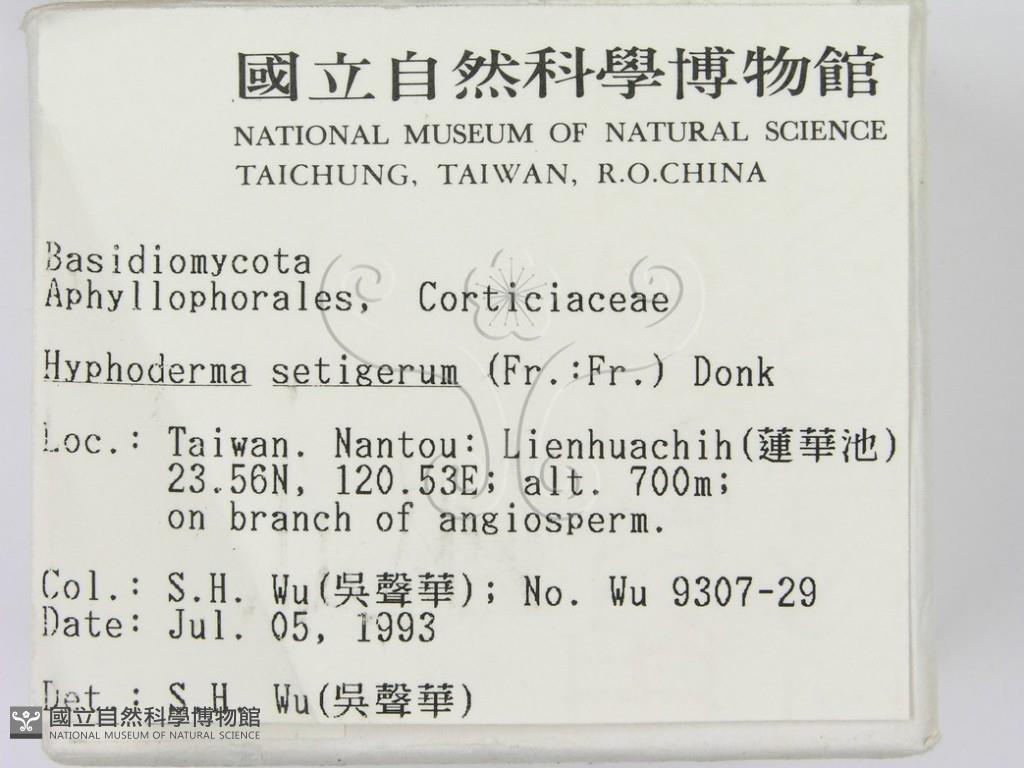 國立自然科學博物館
NATIONAL MUSEUM OF NATURAL SCIENCE
TAICHUNG, TAIWAN, R.O.CHINA
Basidiomycota
Aphyllophorales, Corticiaceae
Hyphoderma setigerum (Fr.:Fr.) Donk
Loc.: Taiwan. Nantou: Lienhuachih(蓮華池)
23.56N, 120.53E; alt. 700m;
on branch of angiosperm.
Col.: S.H. Wu(吳聲華); No. Wu 9307-29
Date: Jul. 05, 1993
Det.: S.H. Wu(吳聲華)
國立自然科學博物館
NATIONAL MUSEUM OF NATURAL SCIENCE